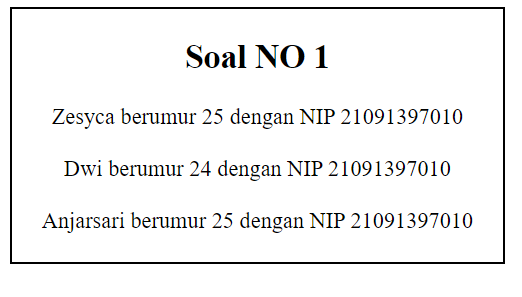 Soal NO 1
Zesyca berumur 25 dengan NIP 21091397010
Dwi berumur 24 dengan NIP 21091397010
Anjarsari berumur 25 dengan NIP 21091397010